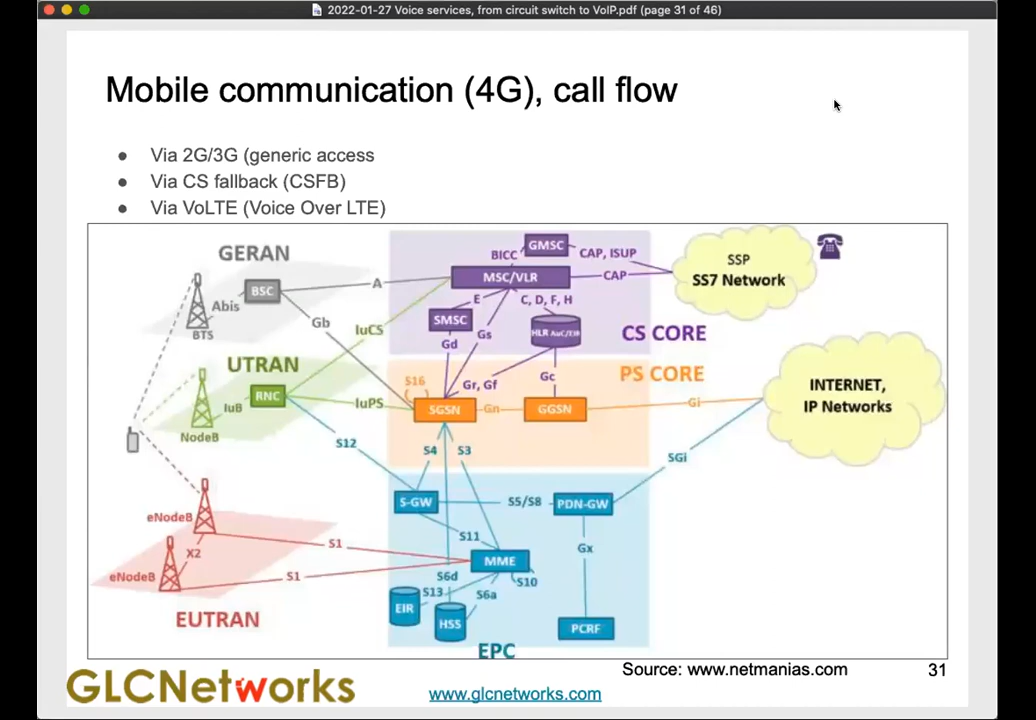 2022-01-27 Voice services, from circuit switch to VoIP.pdf (page 31 of 46)
Mobile communication (4G), call flow
● Via 2G/3G (generic access
● Via CS fallback (CSFB)
● Via VoLTE (Voice Over LTE)
GERAN
BSC
Abis
BTS
A
Gb
UTRAN
RNC
IuB
NodeB
IuCS
IuPS
S12
eNodeB
X2
eNodeB
S1
S1
EUTRAN
GMSC
BICC
CAP, ISUP
MSC/VLR
CAP
E
C, D, F, H
SMSC
Gs
HLR AuC/EIR
Gd
CS CORE
Gr, Gf
Gc
PS CORE
S16
SGSN
Gn
GGSN
Gi
S4
S3
SGi
S-GW
S5/S8
PDN-GW
S11
Gx
MME
S10
S6d
S13
S6a
EIR
HSS
PCRF
EPC
SSP
SS7 Network
INTERNET,
IP Networks
Source: www.netmanias.com
31
GLCNetworks
www.glcnetworks.com